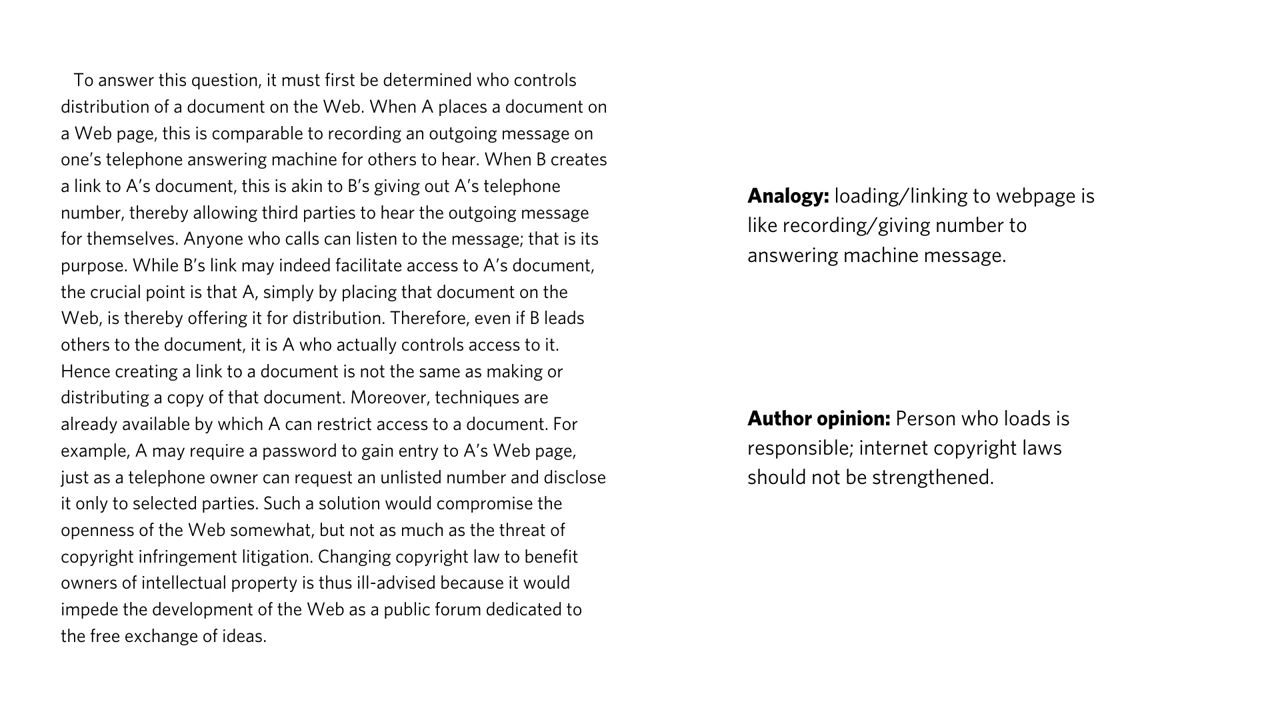 To answer this question, it must first be determined who controls
distribution of a document on the Web. When A places a document on
a Web page, this is comparable to recording an outgoing message on
one's telephone answering machine for others to hear. When B creates
a link to A's document, this is akin to B's giving out A's telephone
number, thereby allowing third parties to hear the outgoing message
for themselves. Anyone who calls can listen to the message; that is its
purpose. While B's link may indeed facilitate access to A's document,
the crucial point is that A, simply by placing that document on the
Web, is thereby offering it for distribution. Therefore, even if B leads
others to the document, it is A who actually controls access to it.
Hence creating a link to a document is not the same as making or
distributing a copy of that document. Moreover, techniques are
already available by which A can restrict access to a document. For
example, A may require a password to gain entry to A's Web page,
just as a telephone owner can request an unlisted number and disclose
it only to selected parties. Such a solution would compromise the
openness of the Web somewhat, but not as much as the threat of
copyright infringement litigation. Changing copyright law to benefit
owners of intellectual property is thus ill-advised because it would
impede the development of the Web as a public forum dedicated to
the free exchange of ideas.
Analogy: loading/linking to webpage is
like recording/giving number to
answering machine message.
Author opinion: Person who loads is
responsible; internet copyright laws
should not be strengthened.